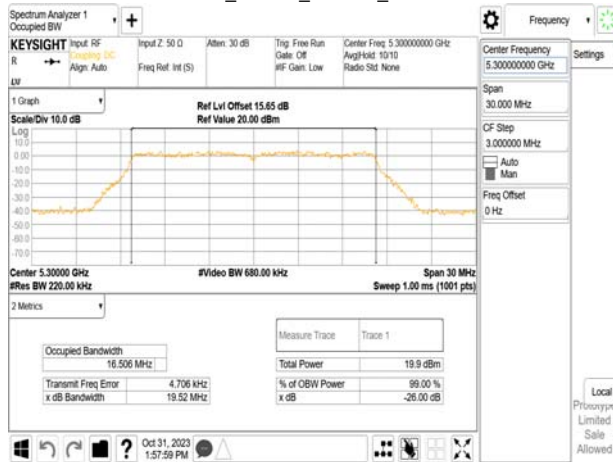 Spectrum Analyzer 1
Occupied BW
+
Frequency
KEYSIGHT Input: RF
Coupling: DC
Align: Auto
R
LVI
Input Z: 50 Ω
Freq Ref: Int (S)
Atten: 30 dB
Trig: Free Run
Gate: Off
#IF Gain: Low
Center Freq: 5.300000000 GHz
Avg|Hold: 10/10
Radio Std: None
Center Frequency
5.300000000 GHz
Settings
Span
30.000 MHz
CF Step
3.000000 MHz
Auto
Man
Freq Offset
0 Hz
1 Graph
Scale/Div 10.0 dB
Ref Lvl Offset 15.65 dB
Ref Value 20.00 dBm
Log
10.0
0.00
-10.0
-20.0
-30.0
-40.0
-50.0
-60.0
-70.0
Center 5.30000 GHz
#Res BW 220.00 kHz
#Video BW 680.00 kHz
Span 30 MHz
Sweep 1.00 ms (1001 pts)
2 Metrics
Measure Trace Trace 1
Occupied Bandwidth
16.506 MHz
Total Power 19.9 dBm
Transmit Freq Error 4.706 kHz
% of OBW Power 99.00 %
x dB Bandwidth 19.52 MHz
x dB -26.00 dB
Local
Prototype
Limited
Sale
Allowed
?
Oct 31, 2023
1:57:59 PM